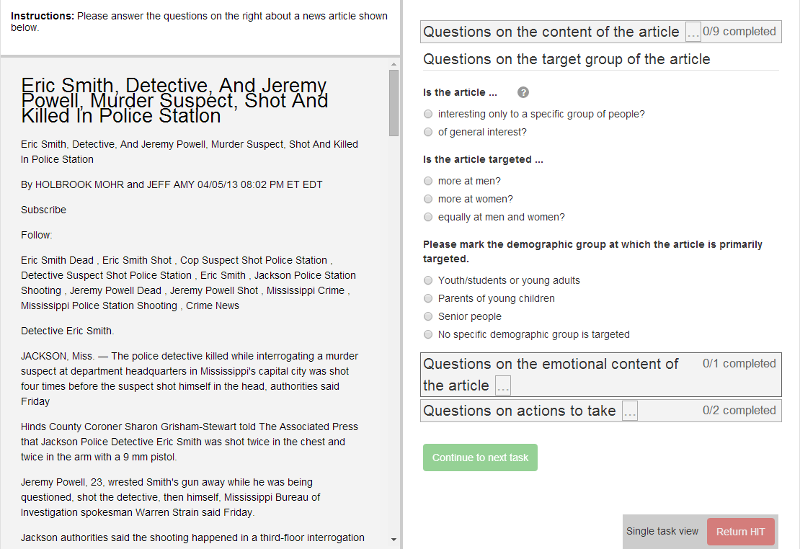 Instructions: Please answer the questions on the right about a news article shown
below.
Eric Smith, Detective, And Jeremy
Powell, Murder Suspect, Shot And
Killed In Police Station
Eric Smith, Detective, And Jeremy Powell, Murder Suspect, Shot And Killed
In Police Station
By HOLBROOK MOHR and JEFF AMY 04/05/13 08:02 PM ET EDT
Subscribe
Follow:
Eric Smith Dead , Eric Smith Shot , Cop Suspect Shot Police Station ,
Detective Suspect Shot Police Station , Eric Smith , Jackson Police Station
Shooting , Jeremy Powell Dead , Jeremy Powell Shot , Mississippi Crime ,
Mississippi Police Station Shooting , Crime News
Detective Eric Smith.
JACKSON, Miss. — The police detective killed while interrogating a murder
suspect at department headquarters in Mississippi's capital city was shot
four times before the suspect shot himself in the head, authorities said
Friday
Hinds County Coroner Sharon Grisham-Stewart told The Associated Press
that Jackson Police Detective Eric Smith was shot twice in the chest and
twice in the arm with a 9 mm pistol.
Jeremy Powell, 23, wrested Smith's gun away while he was being
questioned, shot the detective, then himself, Mississippi Bureau of
Investigation spokesman Warren Strain said Friday.
Jackson authorities said the shooting happened in a third-floor interrogation
Questions on the content of the article ... 0/9 completed
Questions on the target group of the article
Is the article ... ?
interesting only to a specific group of people?
of general interest?
Is the article targeted ...
more at men?
more at women?
equally at men and women?
Please mark the demographic group at which the article is primarily
targeted.
Youth/students or young adults
Parents of young children
Senior people
No specific demographic group is targeted
Questions on the emotional content of 0/1 completed
the article ...
Questions on actions to take ... 0/2 completed
Continue to next task
Single task view Return HIT